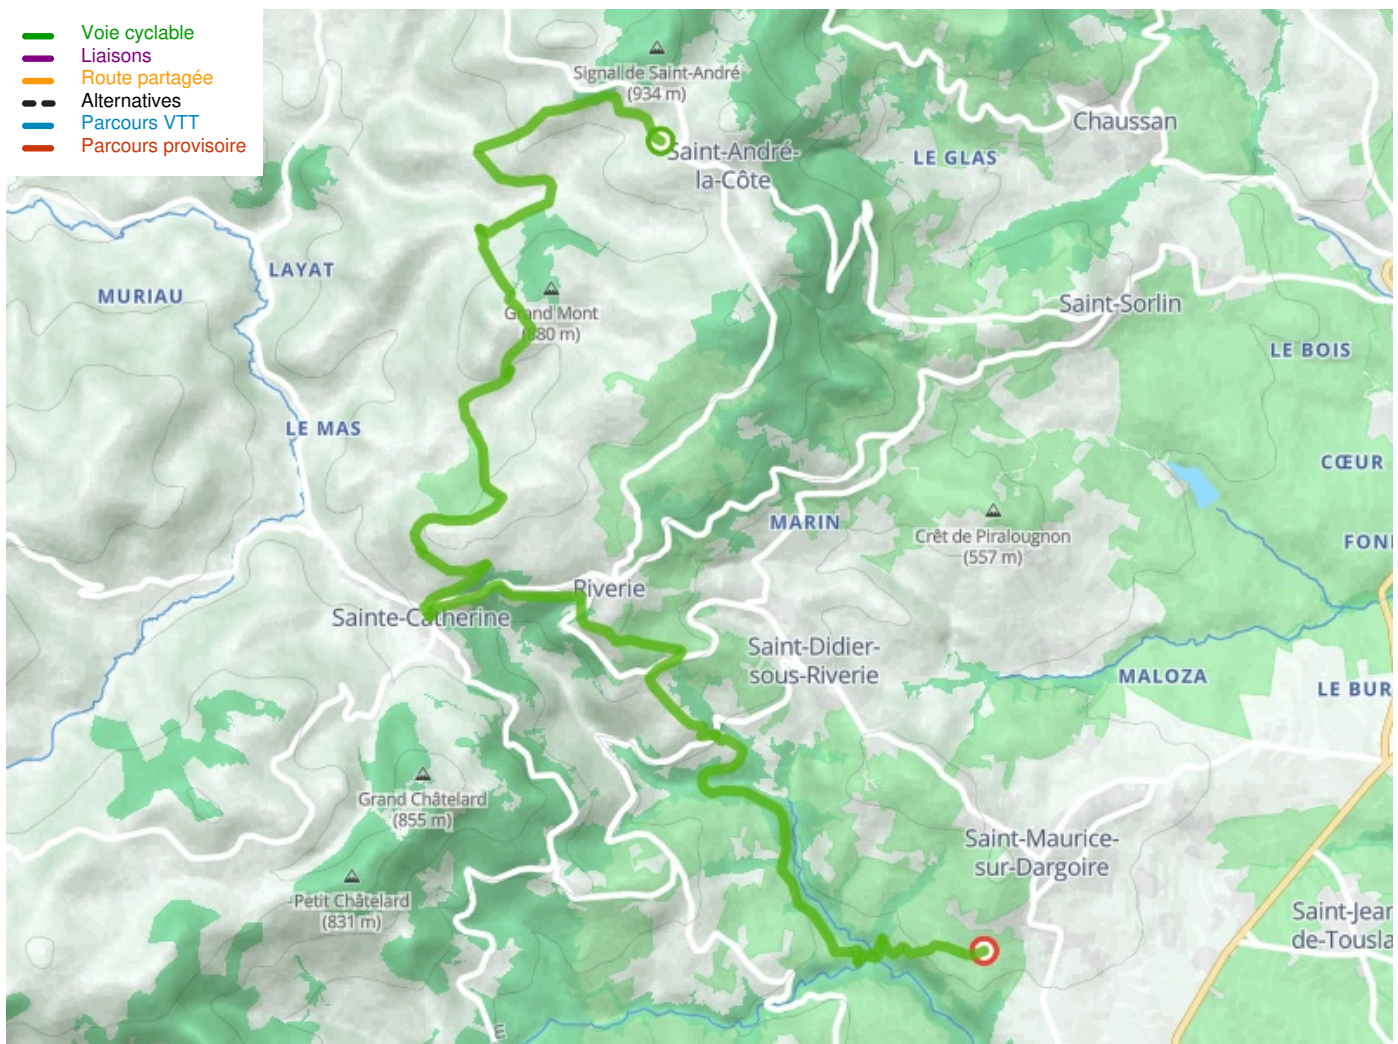 Voie cyclable
Liaisons
Route partagée
Alternatives
Parcours VTT
Parcours provisoire
Signal de Saint-André
(934 m)
Chaussan
Saint-André-
la-Côte
LE GLAS
LAYAT
MURIAU
Grand Mont
(880 m)
Saint-Sorlin
LE BOIS
LE MAS
CŒUR
MARIN
Crêt de Piralougnon
(557 m)
FON
Riverie
Sainte-Catherine
Saint-Didier-
sous-Riverie
MALOZA
LE BUR
Grand Châtelard
(855 m)
Saint-Maurice-
sur-Dargoire
Petit Châtelard
(831 m)
Saint-Jean
de-Tousla
E